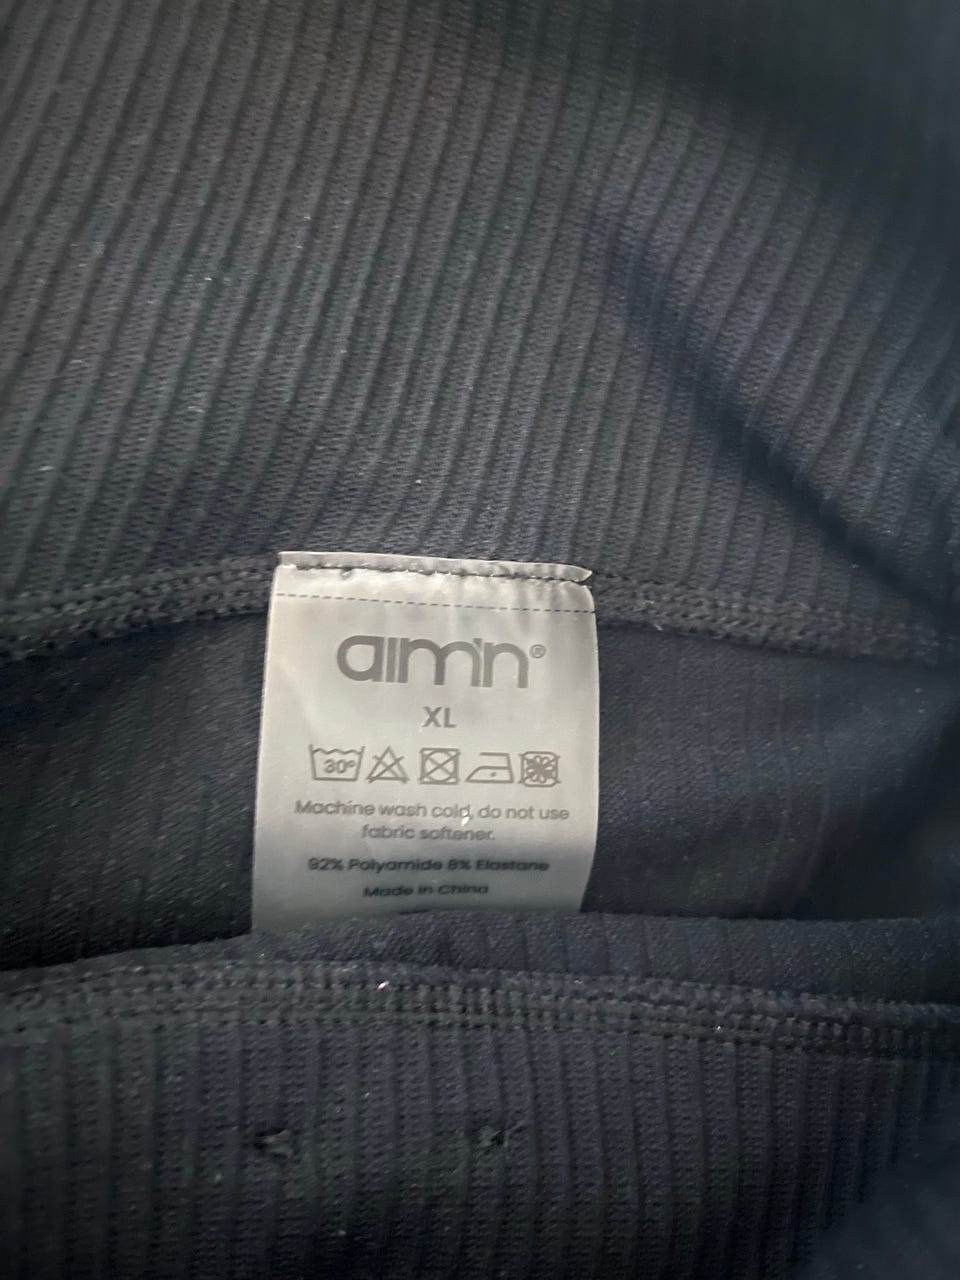 aim'n®
XL
30°
Machine wash cold, do not use
fabric softener.
92% Polyamide 8% Elastane
Made in China